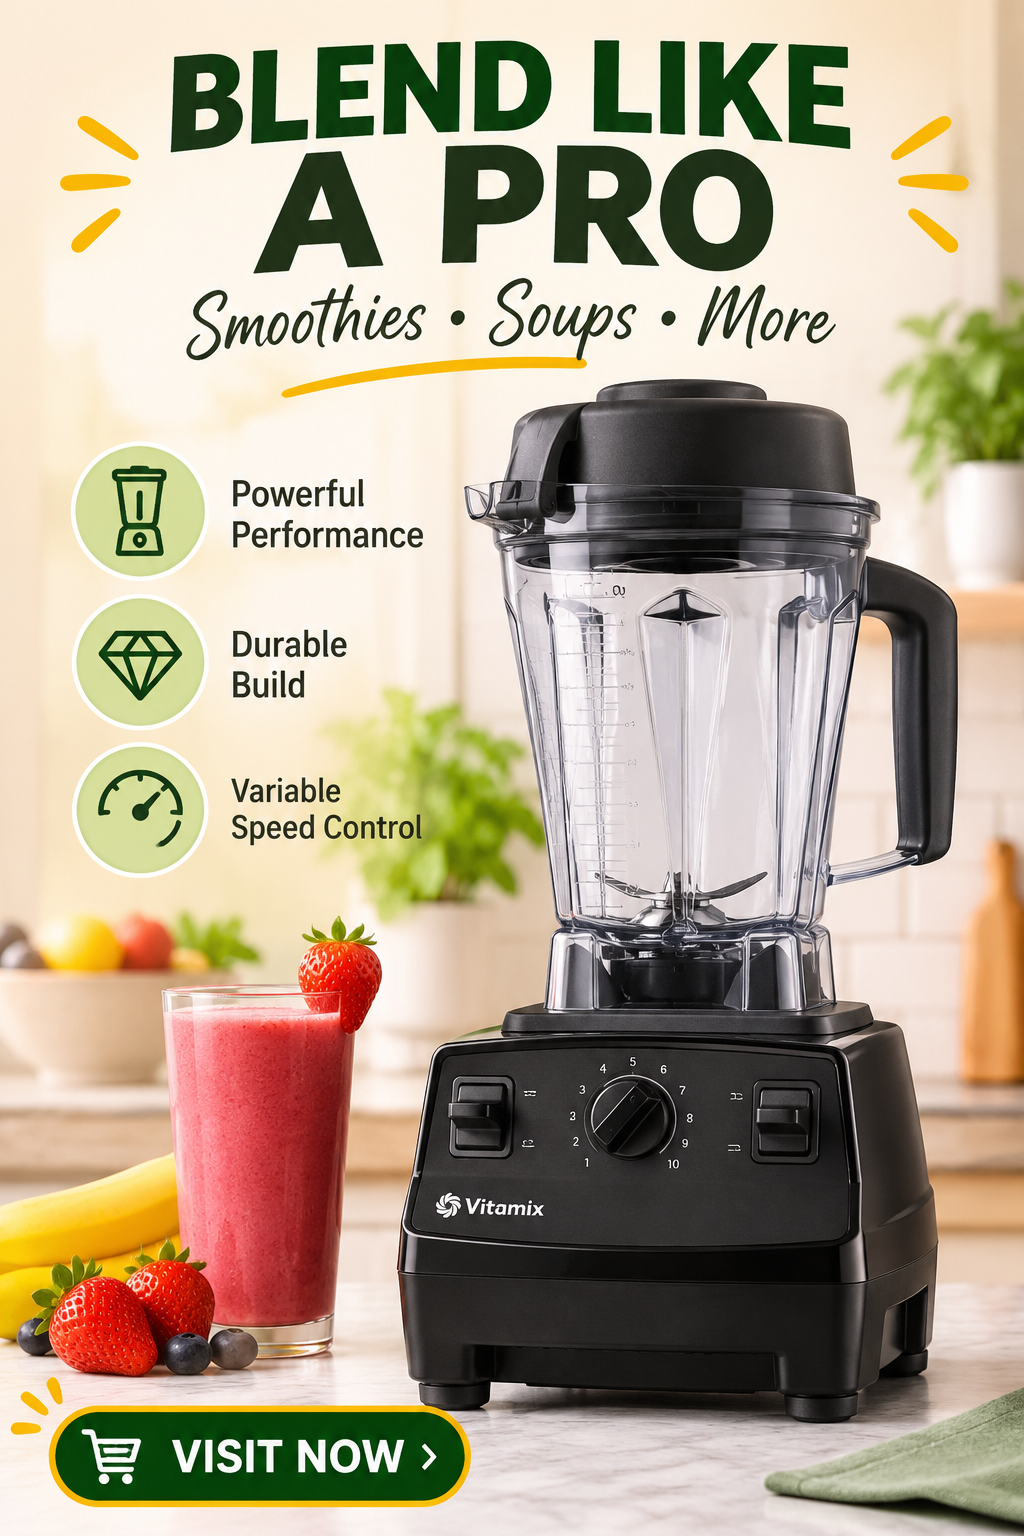 BLEND LIKE
A PRO
Smoothies • Soups • More
Powerful
Performance
Durable
Build
Variable
Speed Control
5
4 6
3 7
3 8
2 9
1 10
Vitamix
VISIT NOW >